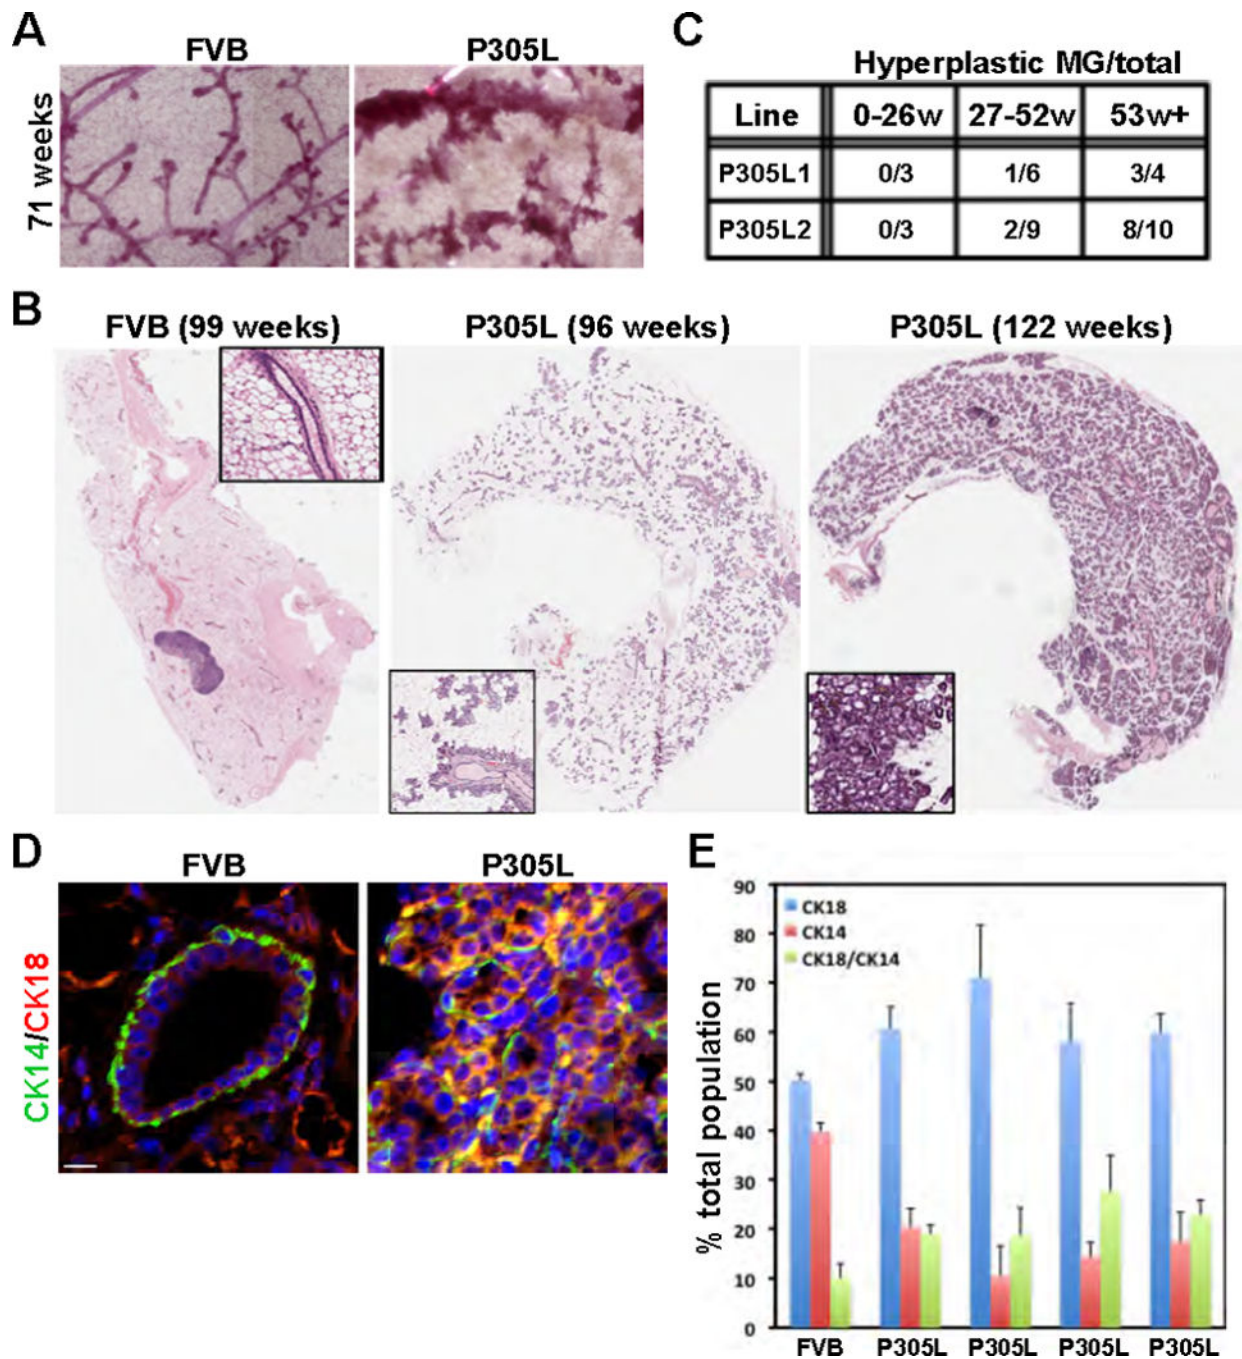 A
FVB
P305L
71 weeks
C
Hyperplastic MG/total
Line 0-26w 27-52w 53w+
P305L1 0/3 1/6 3/4
P305L2 0/3 2/9 8/10
B
FVB (99 weeks)
P305L (96 weeks)
P305L (122 weeks)
D
FVB
P305L
CK14/CK18
E
% total population
90
80
70
60
50
40
30
20
10
0
CK18
CK14
CK18/CK14
FVB P305L P305L P305L P305L